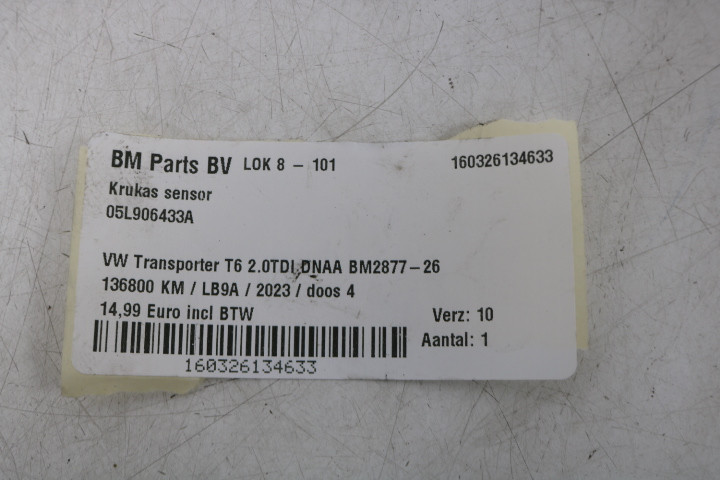 BM Parts BV LOK 8 - 101 160326134633
Krukas sensor
05L906433A
VW Transporter T6 2.0TDI DNAA BM2877-26
136800 KM / LB9A / 2023 / doos 4
14,99 Euro incl BTW Verz: 10
Aantal: 1
160326134633